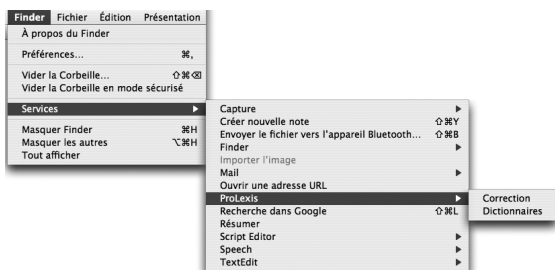 Finder Fichier Édition Présentation
À propos du Finder
Préférences... ⌘,
Vider la Corbeille... ⇧⌘⌫
Vider la Corbeille en mode sécurisé
Services ▶
Masquer Finder ⌘H
Masquer les autres ⌥⌘H
Tout afficher
Capture ▶
Créer nouvelle note ⇧⌘Y
Envoyer le fichier vers l'appareil Bluetooth... ⇧⌘B
Finder ▶
Importer l'image
Mail ▶
Ouvrir une adresse URL
ProLexis ▶
Recherche dans Google ⇧⌘L
Résumer
Script Editor ▶
Speech ▶
TextEdit ▶
Correction
Dictionnaires